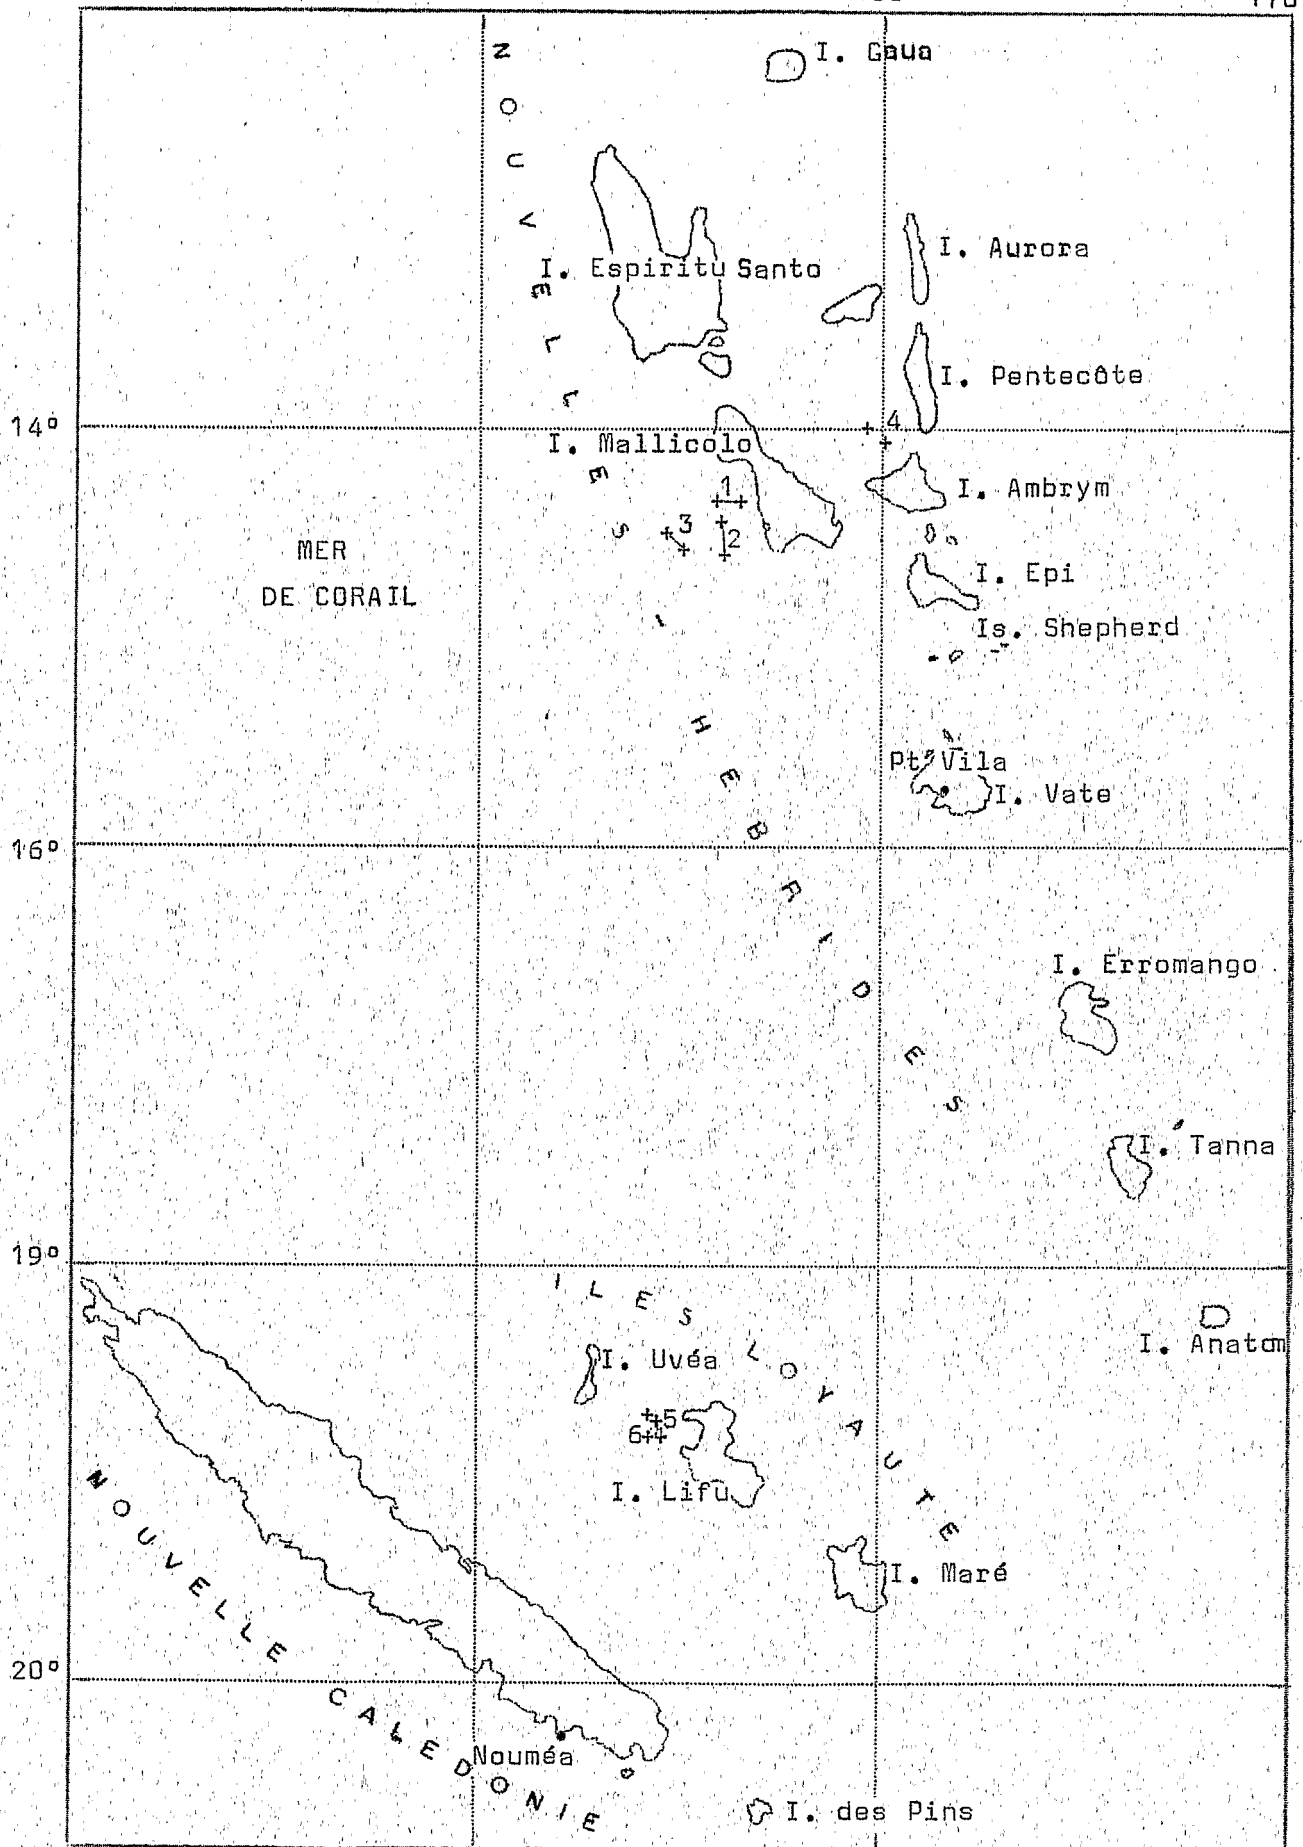 I. Gaua
NOUVELLES HEBRIDES
I. Aurora
I. Espiritu Santo
I. Pentecôte
14°
4
I. Mallicolo
1
I. Ambrym
3
2
MER
DE CORAIL
I. Epi
Is. Shepherd
Pt Vila
I. Vate
16°
I. Erromango
I. Tanna
19°
ILES LOYAUTE
I. Anatom
I. Uvéa
5
6
I. Lifu
NOUVELLE CALEDONIE
I. Maré
20°
Nouméa
I. des Pins